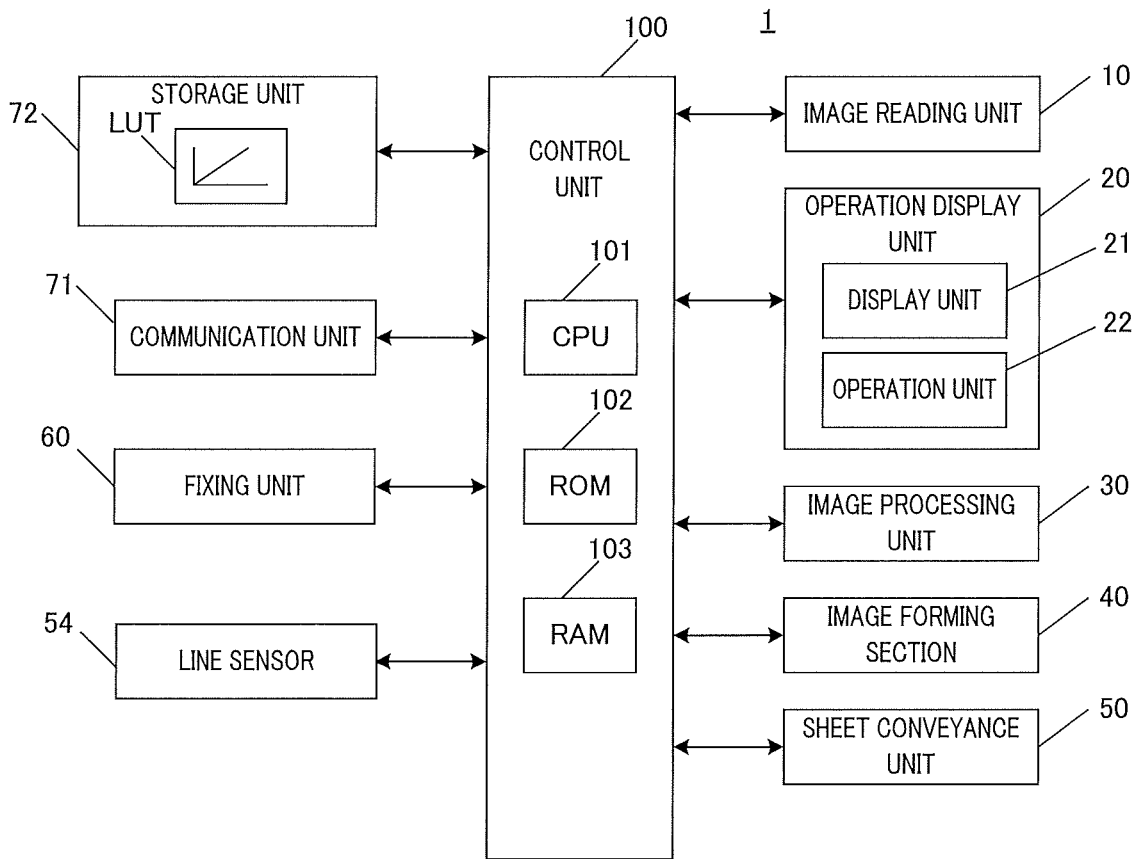 1
100
STORAGE UNIT
72
LUT
CONTROL
UNIT
IMAGE READING UNIT
10
OPERATION DISPLAY
UNIT
20
DISPLAY UNIT
21
OPERATION UNIT
22
71
COMMUNICATION UNIT
101
CPU
60
FIXING UNIT
102
ROM
IMAGE PROCESSING
UNIT
30
54
LINE SENSOR
103
RAM
IMAGE FORMING
SECTION
40
SHEET CONVEYANCE
UNIT
50